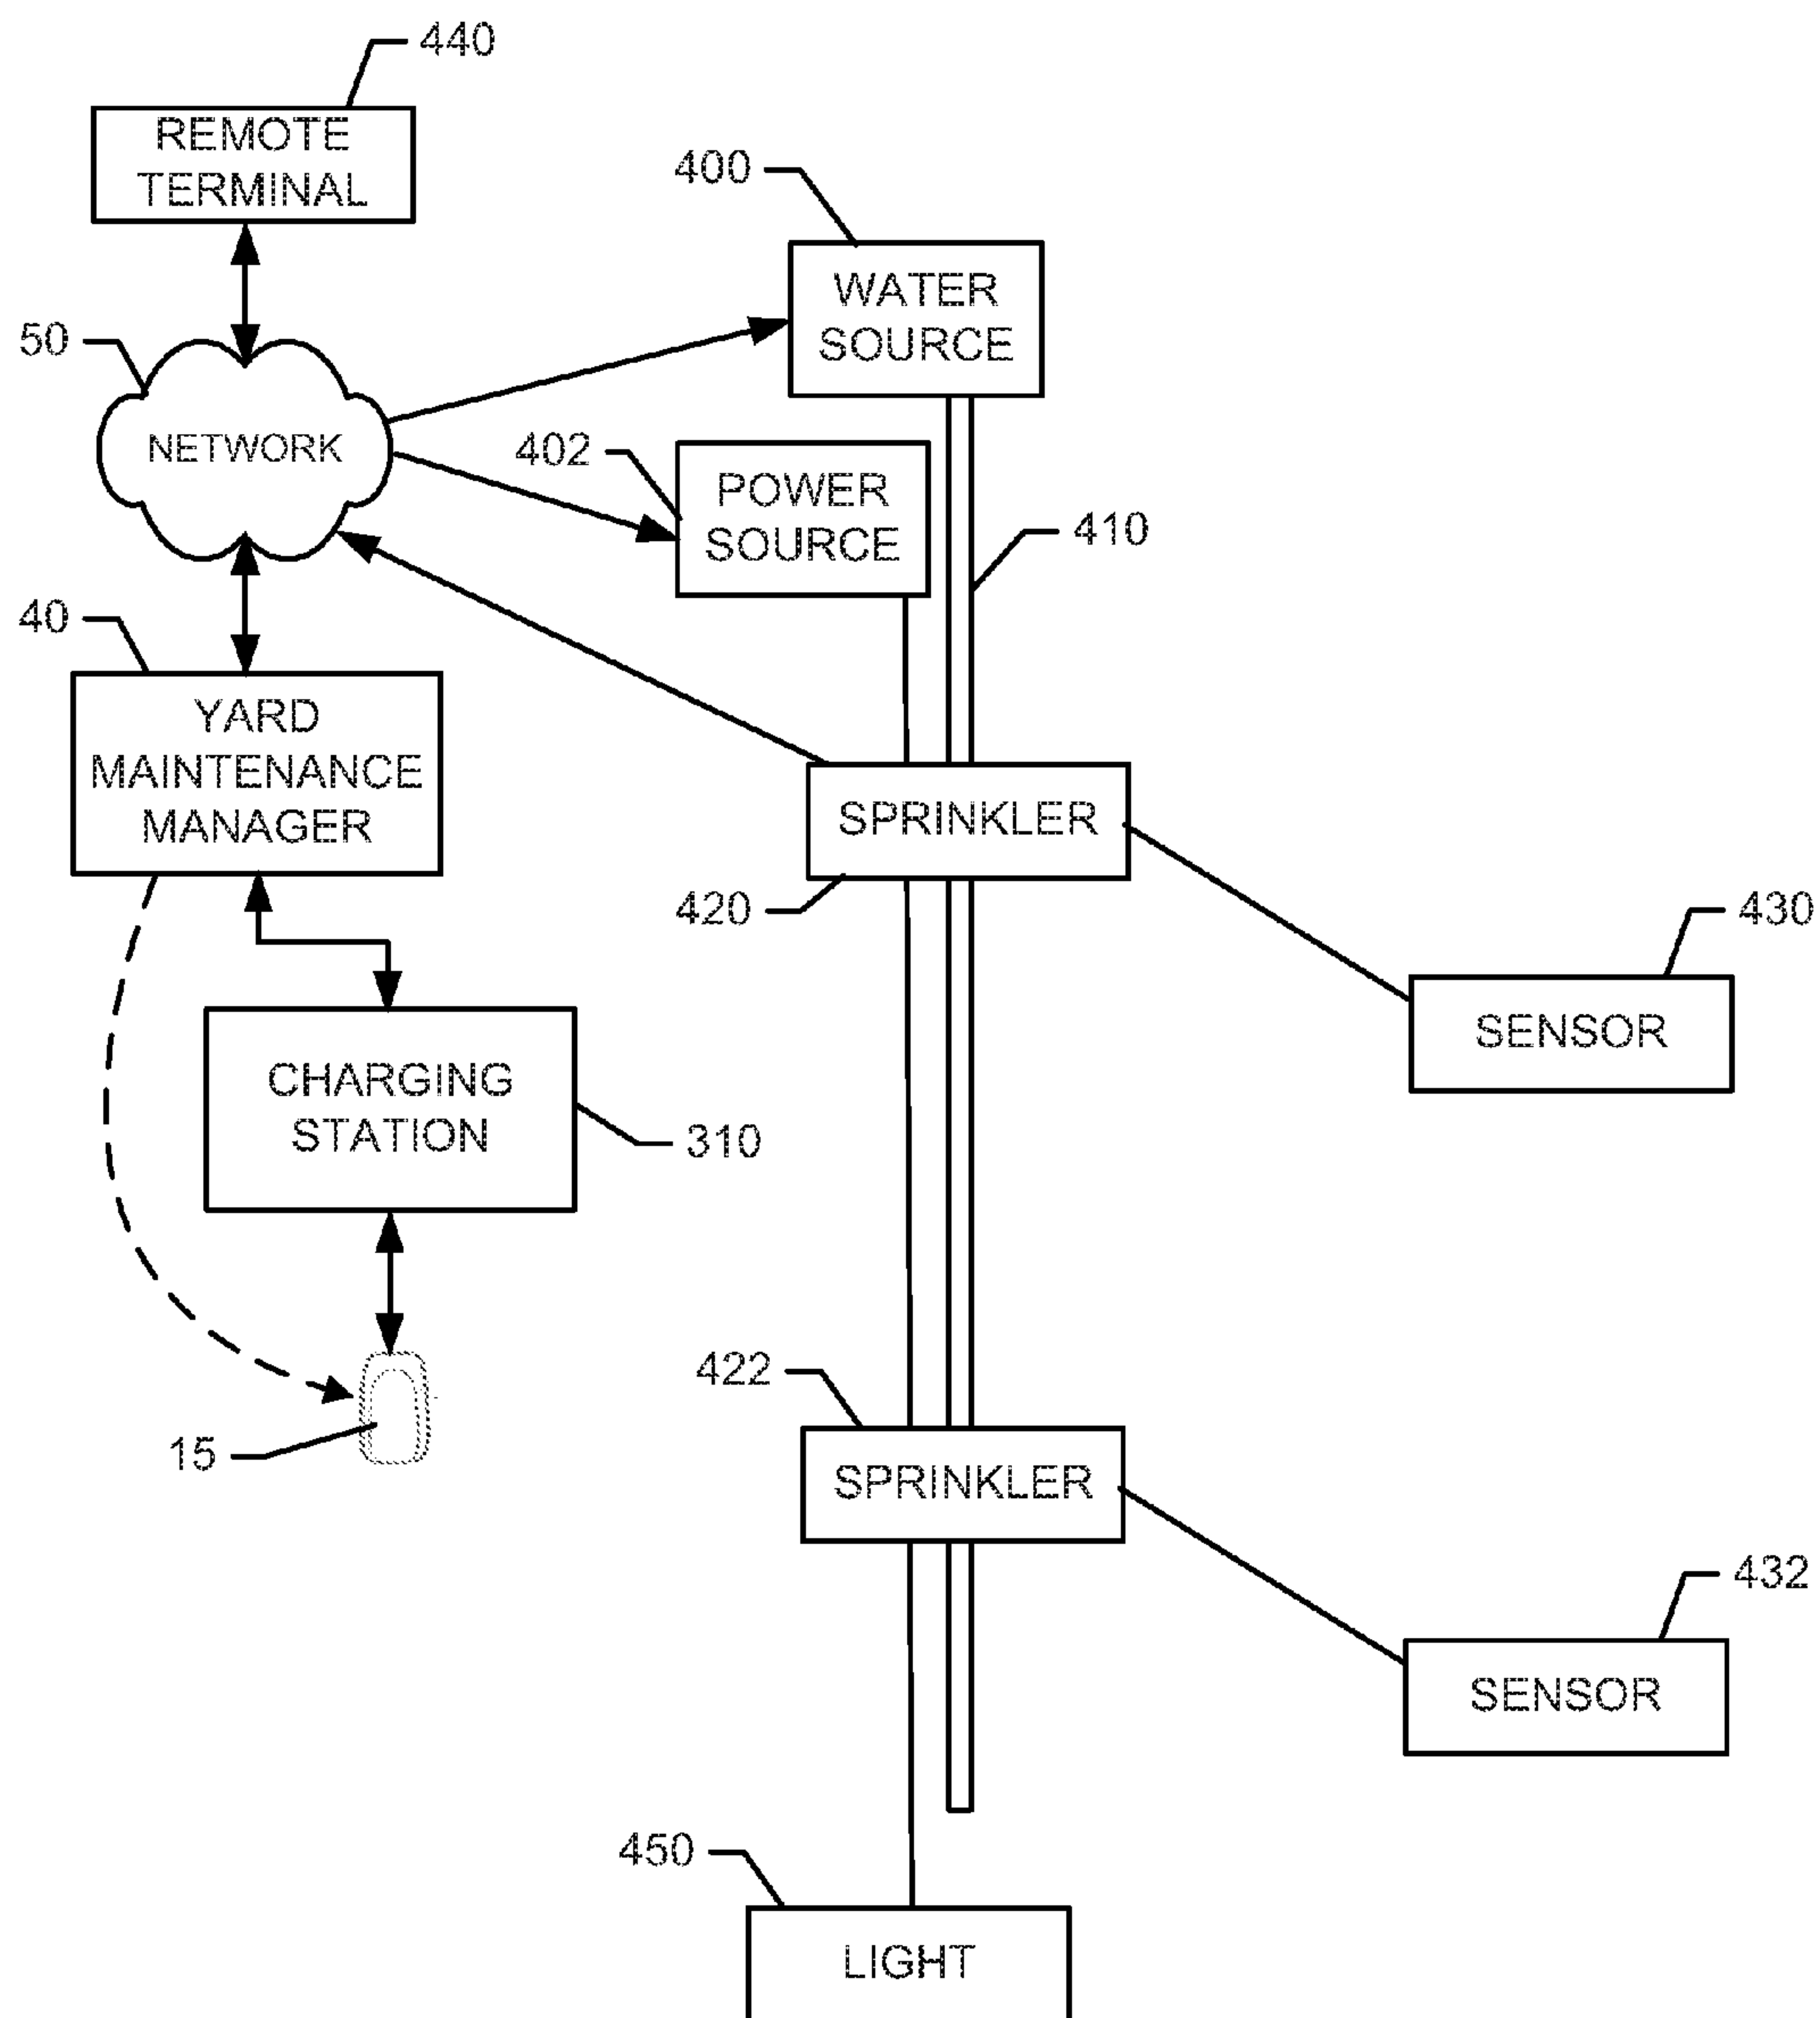 440
REMOTE
TERMINAL
400
WATER
SOURCE
50
NETWORK
402
POWER
SOURCE
410
40
YARD
MAINTENANCE
MANAGER
SPRINKLER
420
430
SENSOR
CHARGING
STATION
310
422
15
SPRINKLER
432
SENSOR
450
LIGHT